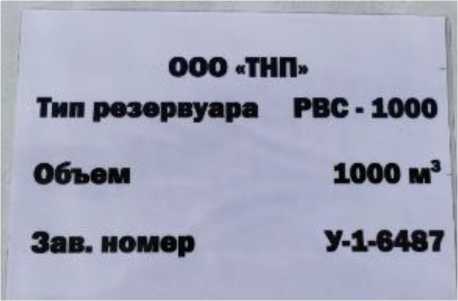 ООО «ТНП»
Тип резервуара РВС - 1000
Объем 1000 м³
Зав. номер У-1-6487